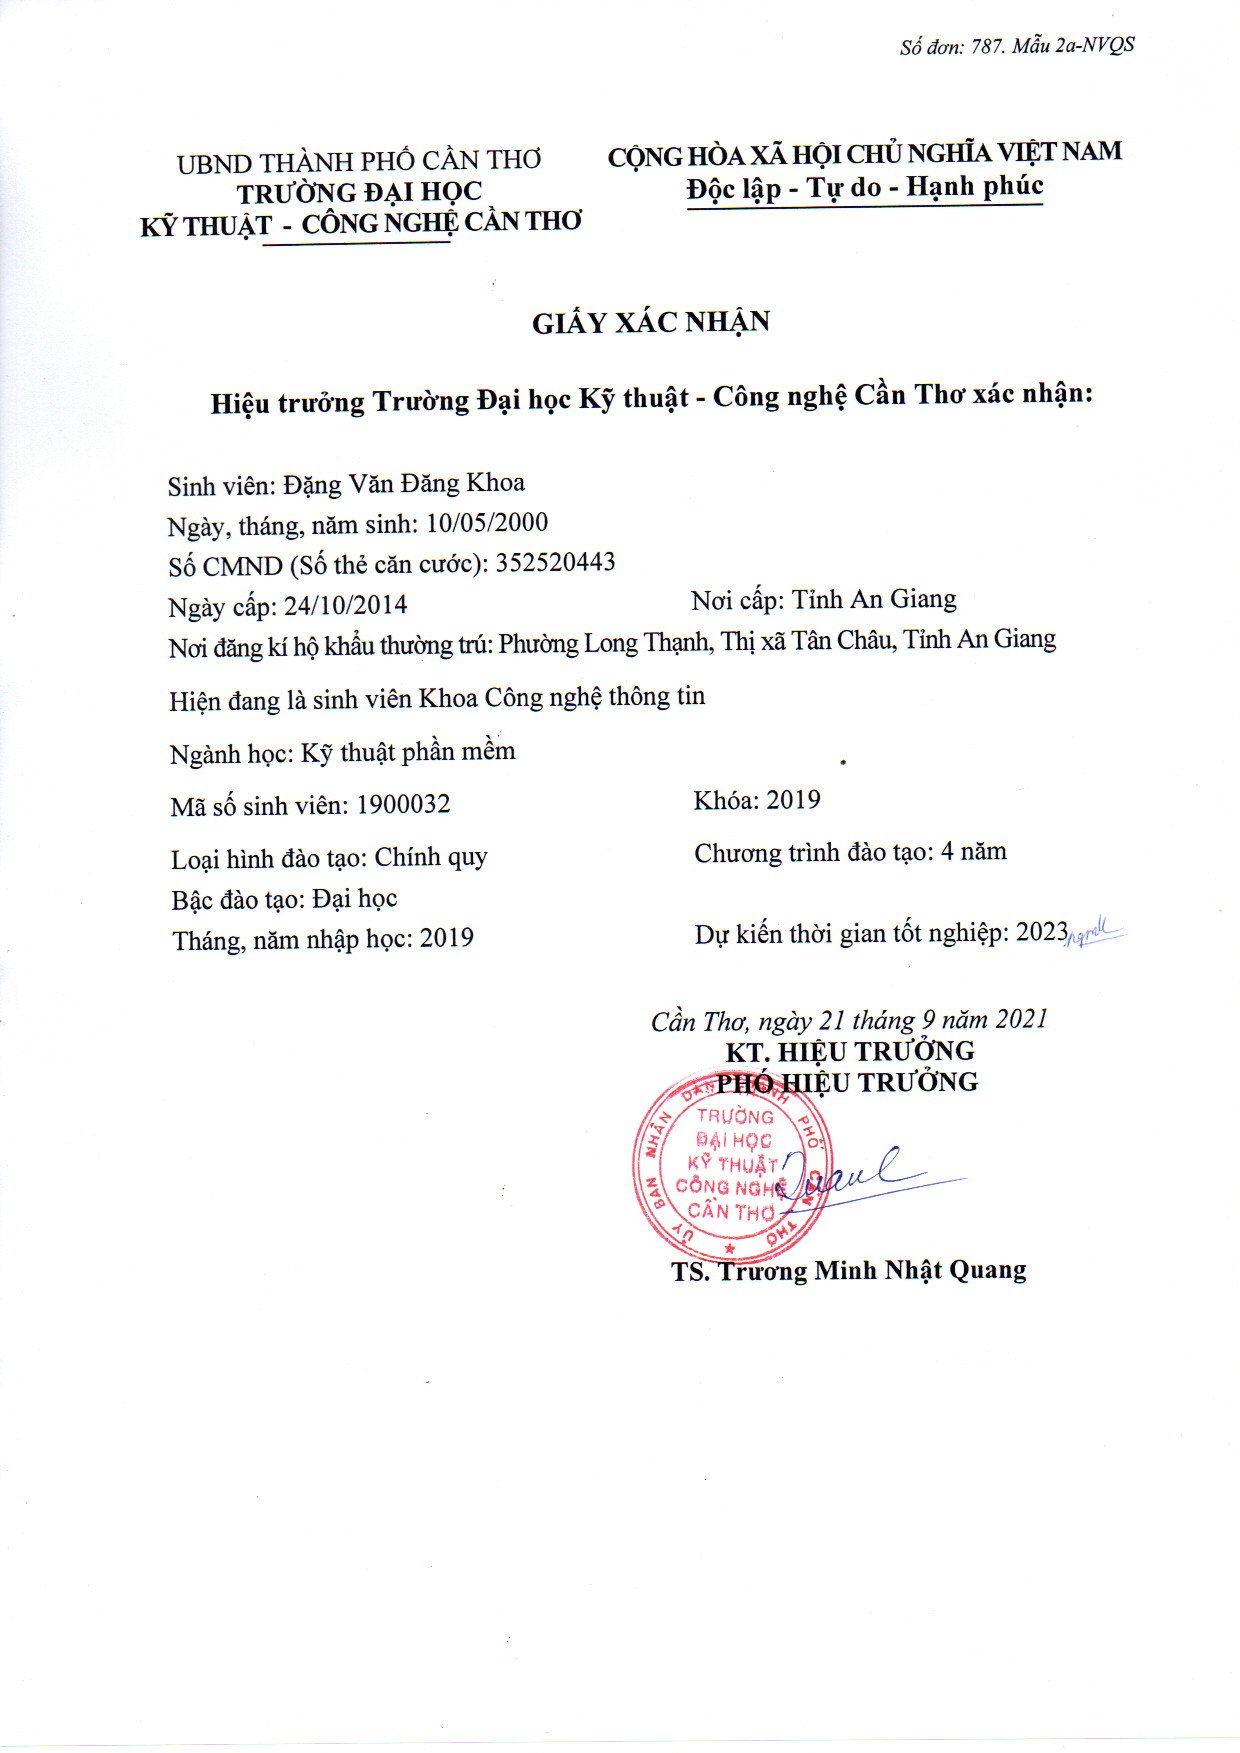 Số đơn: 787. Mẫu 2a-NVQS
UBND THÀNH PHỐ CẦN THƠ
TRƯỜNG ĐẠI HỌC
KỸ THUẬT - CÔNG NGHỆ CẦN THƠ
CỘNG HÒA XÃ HỘI CHỦ NGHĨA VIỆT NAM
Độc lập - Tự do - Hạnh phúc
GIẤY XÁC NHẬN
Hiệu trưởng Trường Đại học Kỹ thuật - Công nghệ Cần Thơ xác nhận:
Sinh viên: Đặng Văn Đăng Khoa
Ngày, tháng, năm sinh: 10/05/2000
Số CMND (Số thẻ căn cước): 352520443
Ngày cấp: 24/10/2014 Nơi cấp: Tỉnh An Giang
Nơi đăng kí hộ khẩu thường trú: Phường Long Thạnh, Thị xã Tân Châu, Tỉnh An Giang
Hiện đang là sinh viên Khoa Công nghệ thông tin
Ngành học: Kỹ thuật phần mềm
Mã số sinh viên: 1900032 Khóa: 2019
Loại hình đào tạo: Chính quy Chương trình đào tạo: 4 năm
Bậc đào tạo: Đại học
Tháng, năm nhập học: 2019 Dự kiến thời gian tốt nghiệp: 2023
Cần Thơ, ngày 21 tháng 9 năm 2021
KT. HIỆU TRƯỞNG
PHÓ HIỆU TRƯỞNG
ỦY BAN NHÂN DÂN THÀNH PHỐ CẦN THƠ
TRƯỜNG
ĐẠI HỌC
KỸ THUẬT
CÔNG NGHỆ
CẦN THƠ
TS. Trương Minh Nhật Quang